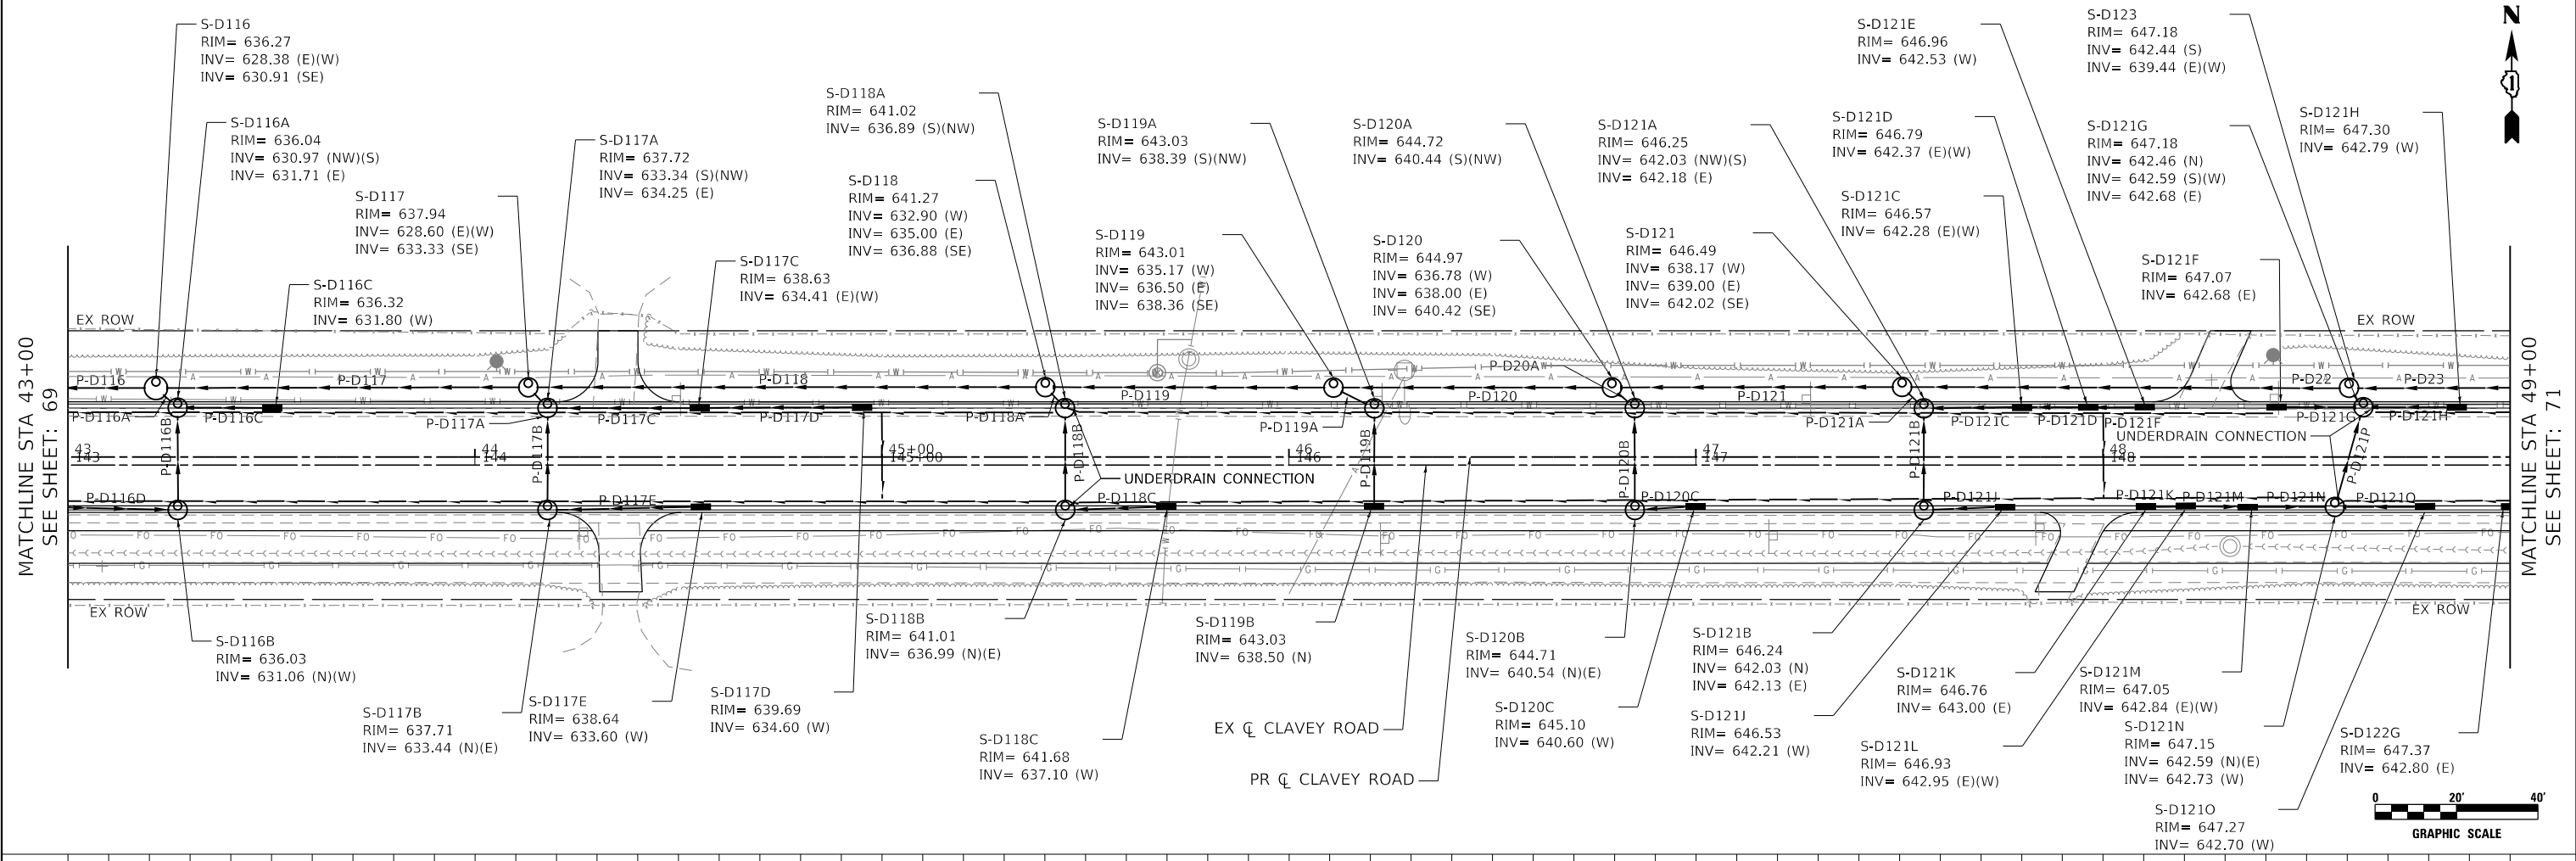 S-D116
RIM= 636.27
INV= 628.38 (E)(W)
INV= 630.91 (SE)
S-D116A
RIM= 636.04
INV= 630.97 (NW)(S)
INV= 631.71 (E)
S-D117
RIM= 637.94
INV= 628.60 (E)(W)
INV= 633.33 (SE)
S-D116C
RIM= 636.32
INV= 631.80 (W)
S-D117A
RIM= 637.72
INV= 633.34 (S)(NW)
INV= 634.25 (E)
S-D117C
RIM= 638.63
INV= 634.41 (E)(W)
S-D118A
RIM= 641.02
INV= 636.89 (S)(NW)
S-D118
RIM= 641.27
INV= 632.90 (W)
INV= 635.00 (E)
INV= 636.88 (SE)
S-D119A
RIM= 643.03
INV= 638.39 (S)(NW)
S-D119
RIM= 643.01
INV= 635.17 (W)
INV= 636.50 (E)
INV= 638.36 (SE)
S-D120A
RIM= 644.72
INV= 640.44 (S)(NW)
S-D120
RIM= 644.97
INV= 636.78 (W)
INV= 638.00 (E)
INV= 640.42 (SE)
S-D121A
RIM= 646.25
INV= 642.03 (NW)(S)
INV= 642.18 (E)
S-D121
RIM= 646.49
INV= 638.17 (W)
INV= 639.00 (E)
INV= 642.02 (SE)
S-D121E
RIM= 646.96
INV= 642.53 (W)
S-D121D
RIM= 646.79
INV= 642.37 (E)(W)
S-D121C
RIM= 646.57
INV= 642.28 (E)(W)
S-D123
RIM= 647.18
INV= 642.44 (S)
INV= 639.44 (E)(W)
S-D121G
RIM= 647.18
INV= 642.46 (N)
INV= 642.59 (S)(W)
INV= 642.68 (E)
S-D121F
RIM= 647.07
INV= 642.68 (E)
S-D121H
RIM= 647.30
INV= 642.79 (W)
N
1
MATCHLINE STA 43+00
SEE SHEET: 69
MATCHLINE STA 49+00
SEE SHEET: 71
EX ROW
EX ROW
P-D116
P-D117
P-D118
P-D119
P-D120
P-D20A
P-D121
P-D22
P-D23
P-D116A
P-D116C
P-D117A
P-D117C
P-D117D
P-D118A
P-D119A
P-D121A
P-D121C
P-D121D
P-D121F
P-D121G
P-D121H
P-D116B
P-D117B
P-D118B
P-D119B
P-D120B
P-D121B
P-D121P
UNDERDRAIN CONNECTION
43
143
44
144
45+00
145+00
46
146
47
147
48
148
UNDERDRAIN CONNECTION
P-D116D
P-D117E
P-D118C
P-D120C
P-D121J
P-D121K
P-D121M
P-D121N
P-D121O
EX ROW
EX ROW
S-D116B
RIM= 636.03
INV= 631.06 (N)(W)
S-D117B
RIM= 637.71
INV= 633.44 (N)(E)
S-D117E
RIM= 638.64
INV= 633.60 (W)
S-D117D
RIM= 639.69
INV= 634.60 (W)
S-D118B
RIM= 641.01
INV= 636.99 (N)(E)
S-D118C
RIM= 641.68
INV= 637.10 (W)
S-D119B
RIM= 643.03
INV= 638.50 (N)
EX CL CLAVEY ROAD
PR CL CLAVEY ROAD
S-D120B
RIM= 644.71
INV= 640.54 (N)(E)
S-D120C
RIM= 645.10
INV= 640.60 (W)
S-D121B
RIM= 646.24
INV= 642.03 (N)
INV= 642.13 (E)
S-D121J
RIM= 646.53
INV= 642.21 (W)
S-D121K
RIM= 646.76
INV= 643.00 (E)
S-D121L
RIM= 646.93
INV= 642.95 (E)(W)
S-D121M
RIM= 647.05
INV= 642.84 (E)(W)
S-D121N
RIM= 647.15
INV= 642.59 (N)(E)
INV= 642.73 (W)
S-D121O
RIM= 647.27
INV= 642.70 (W)
S-D122G
RIM= 647.37
INV= 642.80 (E)
0 20' 40'
GRAPHIC SCALE